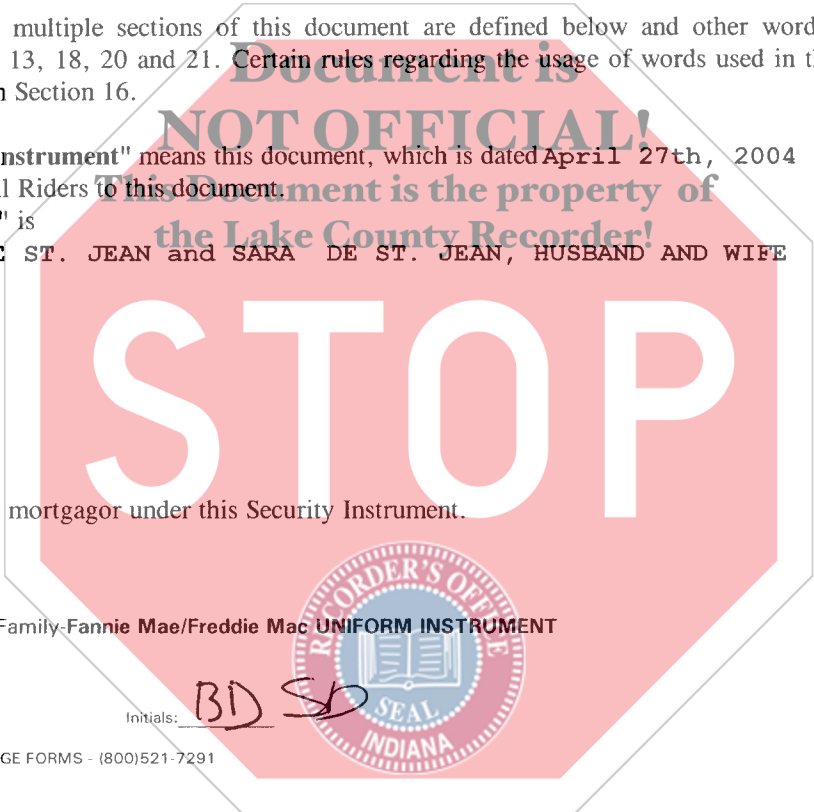 multiple sections of this document are defined below and other word
13, 18, 20 and 21. Certain rules regarding the usage of words used in th
Document is
n Section 16.
NOT OFFICIAL!
nstrument" means this document, which is dated April 27th, 2004
l Riders to this document.
This Document is the property of
" is
the Lake County Recorder!
E ST. JEAN and SARA DE ST. JEAN, HUSBAND AND WIFE
STOP
mortgagor under this Security Instrument.
RECORDER'S OFFICE
Family-Fannie Mae/Freddie Mac UNIFORM INSTRUMENT
Initials: BD SD
SEAL
INDIANA
GE FORMS - (800)521-7291